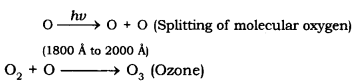 O hν O + O (Splitting of molecular oxygen)
(1800 Å to 2000 Å)
O₂ + O ⟶ O₃ (Ozone)